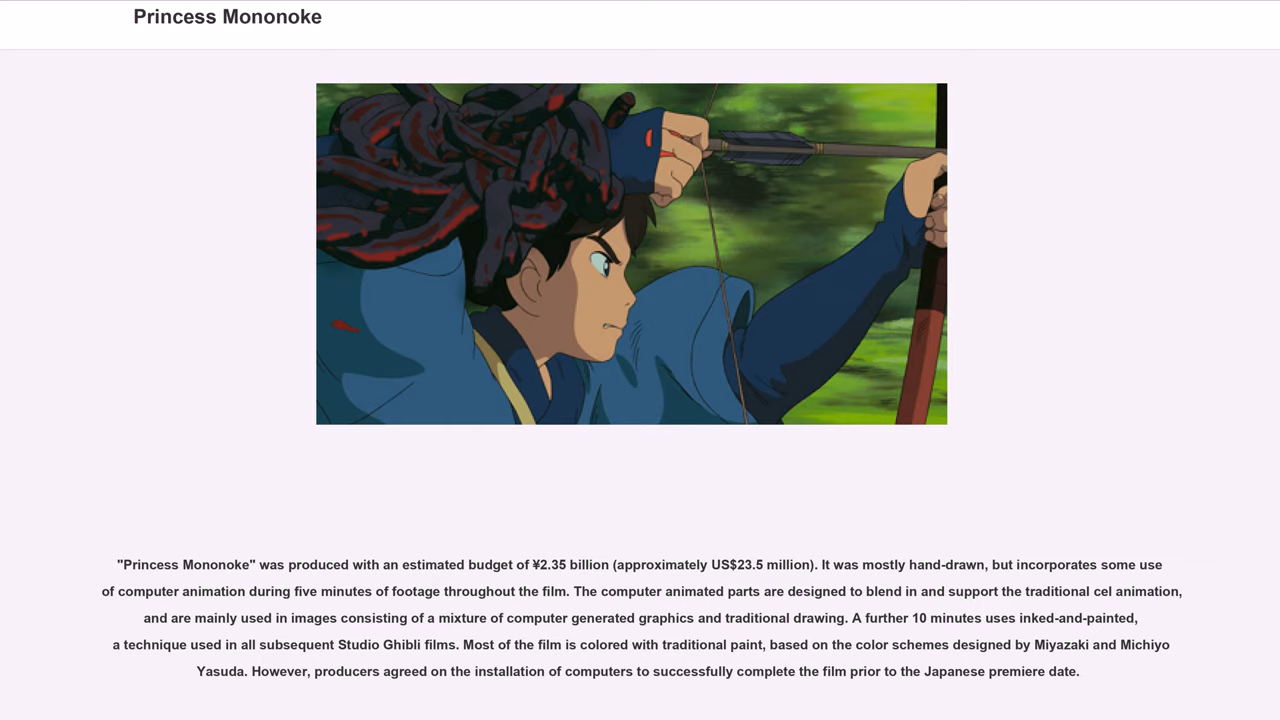 Princess Mononoke
"Princess Mononoke" was produced with an estimated budget of ¥2.35 billion (approximately US$23.5 million). It was mostly hand-drawn, but incorporates some use
of computer animation during five minutes of footage throughout the film. The computer animated parts are designed to blend in and support the traditional cel animation,
and are mainly used in images consisting of a mixture of computer generated graphics and traditional drawing. A further 10 minutes uses inked-and-painted,
a technique used in all subsequent Studio Ghibli films. Most of the film is colored with traditional paint, based on the color schemes designed by Miyazaki and Michiyo
Yasuda. However, producers agreed on the installation of computers to successfully complete the film prior to the Japanese premiere date.